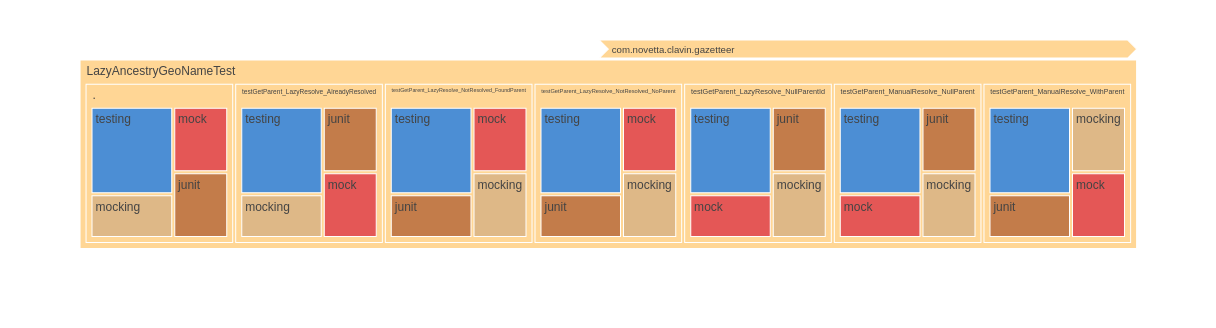 com.novetta.clavin.gazetteer
LazyAncestryGeoNameTest
.
testing
mock
mocking
junit
testGetParent_LazyResolve_AlreadyResolved
testing
junit
mocking
mock
testGetParent_LazyResolve_NotResolved_FoundParent
testing
mock
junit
mocking
testGetParent_LazyResolve_NotResolved_NoParent
testing
mock
junit
mocking
testGetParent_LazyResolve_NullParentId
testing
junit
mock
mocking
testGetParent_ManualResolve_NullParent
testing
junit
mock
mocking
testGetParent_ManualResolve_WithParent
testing
mocking
junit
mock